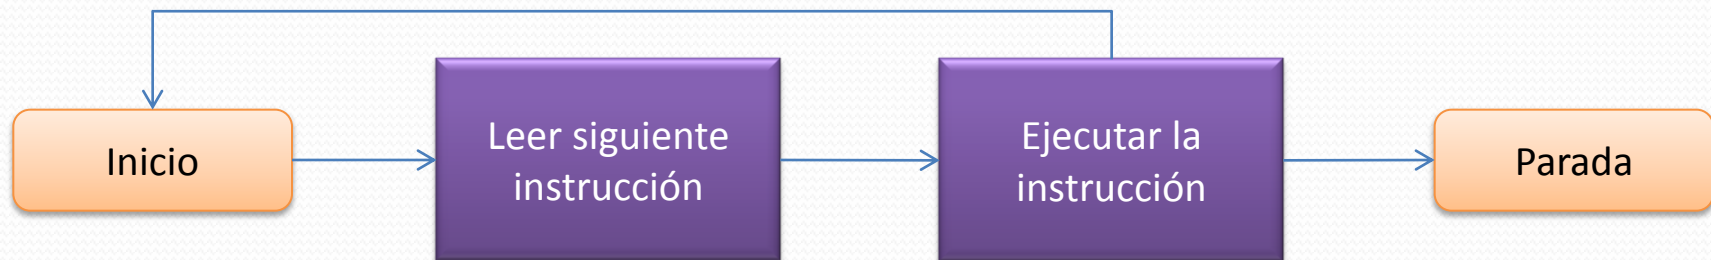 Inicio
Leer siguiente
instrucción
Ejecutar la
instrucción
Parada